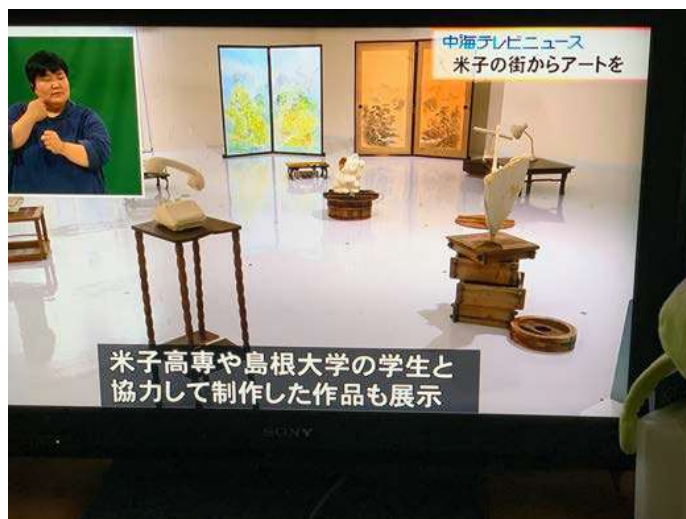 中海テレビニュース
米子の街からアートを
米子高専や島根大学の学生と
協力して制作した作品も展示
SONY